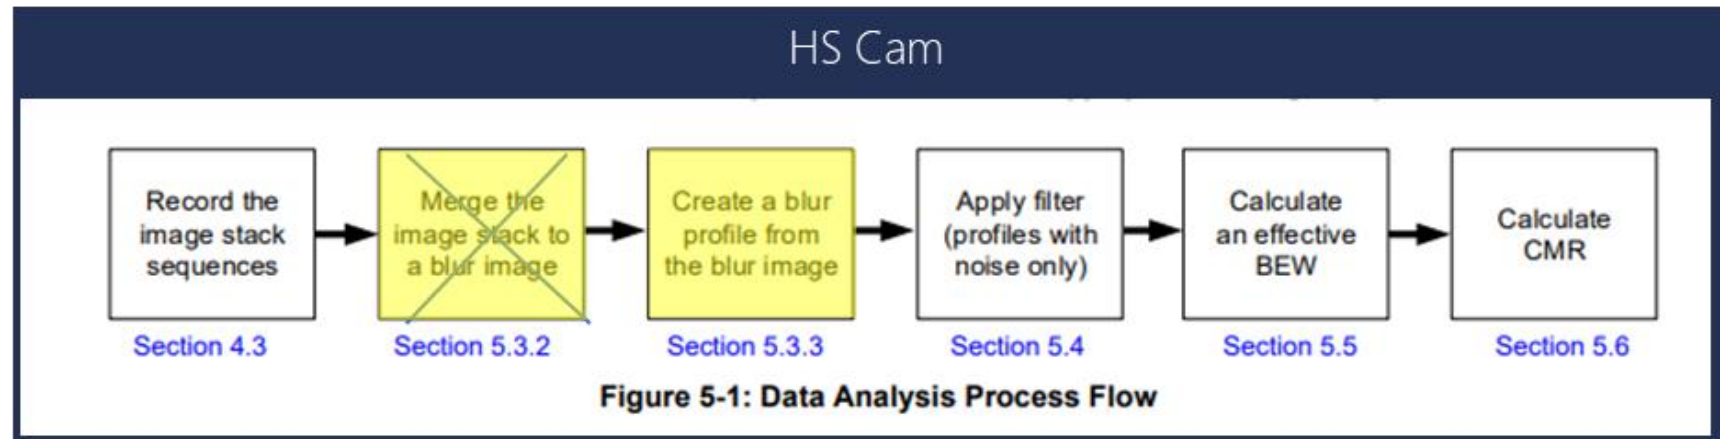 HS Cam
Record the
image stack
sequences
Merge the
image stack to
a blur image
Create a blur
profile from
the blur image
Apply filter
(profiles with
noise only)
Calculate
an effective
BEW
Calculate
CMR
Section 4.3
Section 5.3.2
Section 5.3.3
Section 5.4
Section 5.5
Section 5.6
Figure 5-1: Data Analysis Process Flow